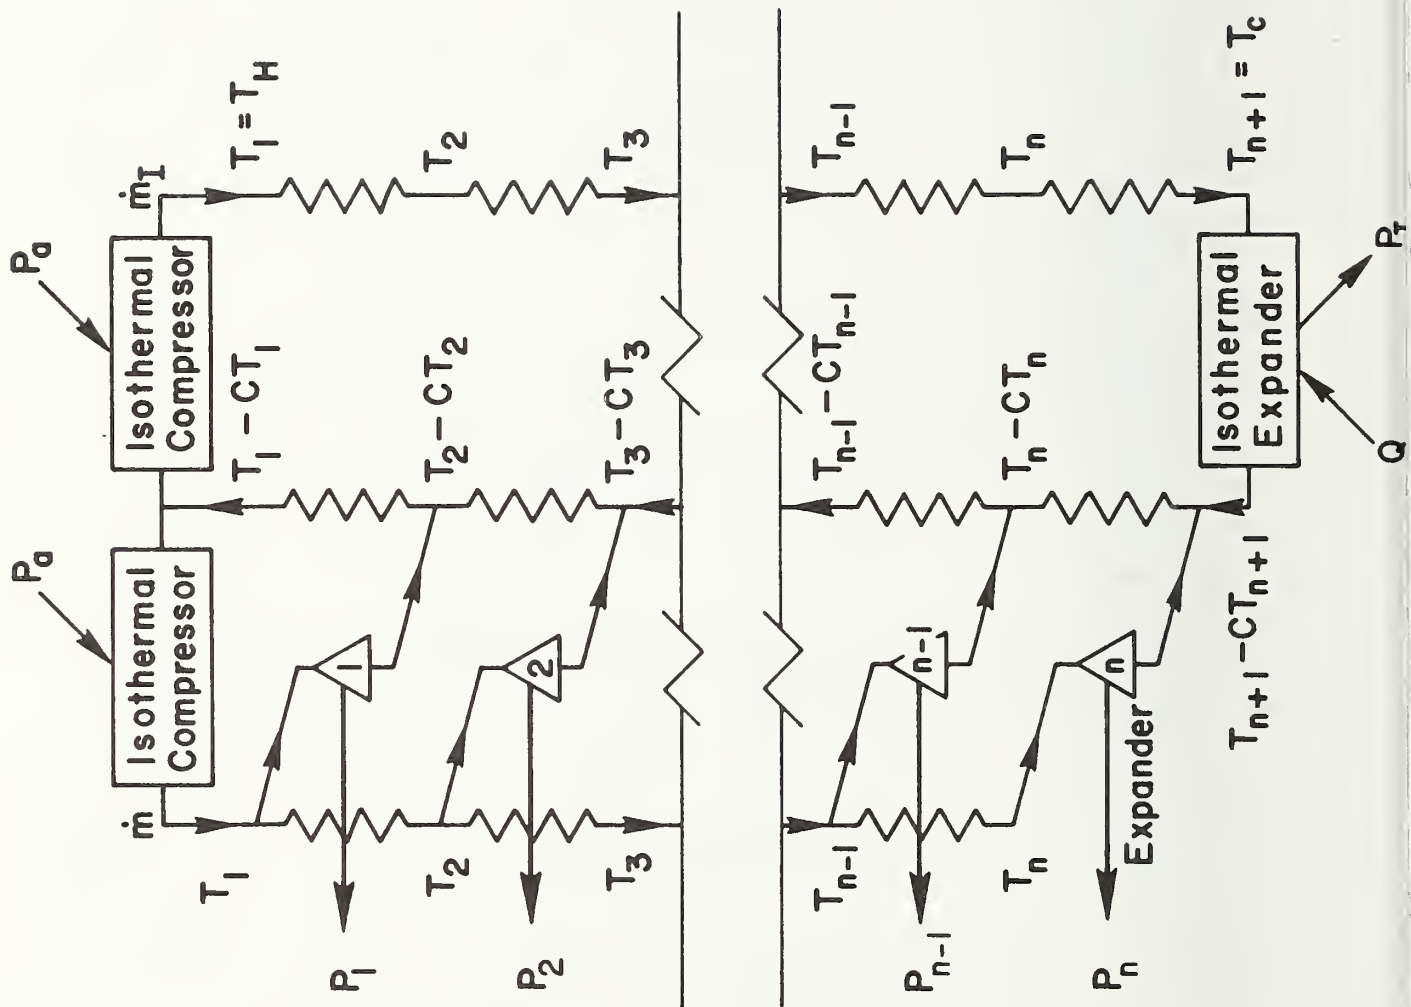 Pa
Pa
Isothermal
Compressor
Isothermal
Compressor
ṁ
ṁI
T1
T1 – CT1
T1 = TH
1
P1
T2
T2 – CT2
T2
2
P2
T3
T3 – CT3
T3
Tn-1
Tn-1 – CTn-1
Tn-1
n-1
Pn-1
Tn
Tn – CTn
Tn
n
Pn
Expander
Tn+1 – CTn+1
Tn+1 = Tc
Isothermal
Expander
Q
PT